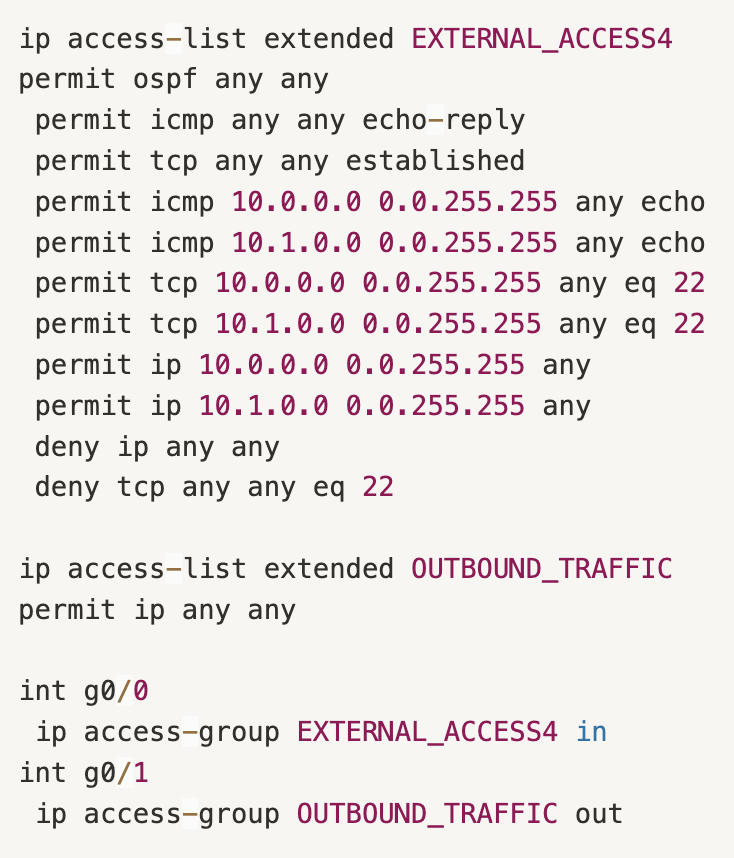 ip access-list extended EXTERNAL_ACCESS4
permit ospf any any
 permit icmp any any echo-reply
 permit tcp any any established
 permit icmp 10.0.0.0 0.0.255.255 any echo
 permit icmp 10.1.0.0 0.0.255.255 any echo
 permit tcp 10.0.0.0 0.0.255.255 any eq 22
 permit tcp 10.1.0.0 0.0.255.255 any eq 22
 permit ip 10.0.0.0 0.0.255.255 any
 permit ip 10.1.0.0 0.0.255.255 any
 deny ip any any
 deny tcp any any eq 22

ip access-list extended OUTBOUND_TRAFFIC
permit ip any any

int g0/0
 ip access-group EXTERNAL_ACCESS4 in
int g0/1
 ip access-group OUTBOUND_TRAFFIC out